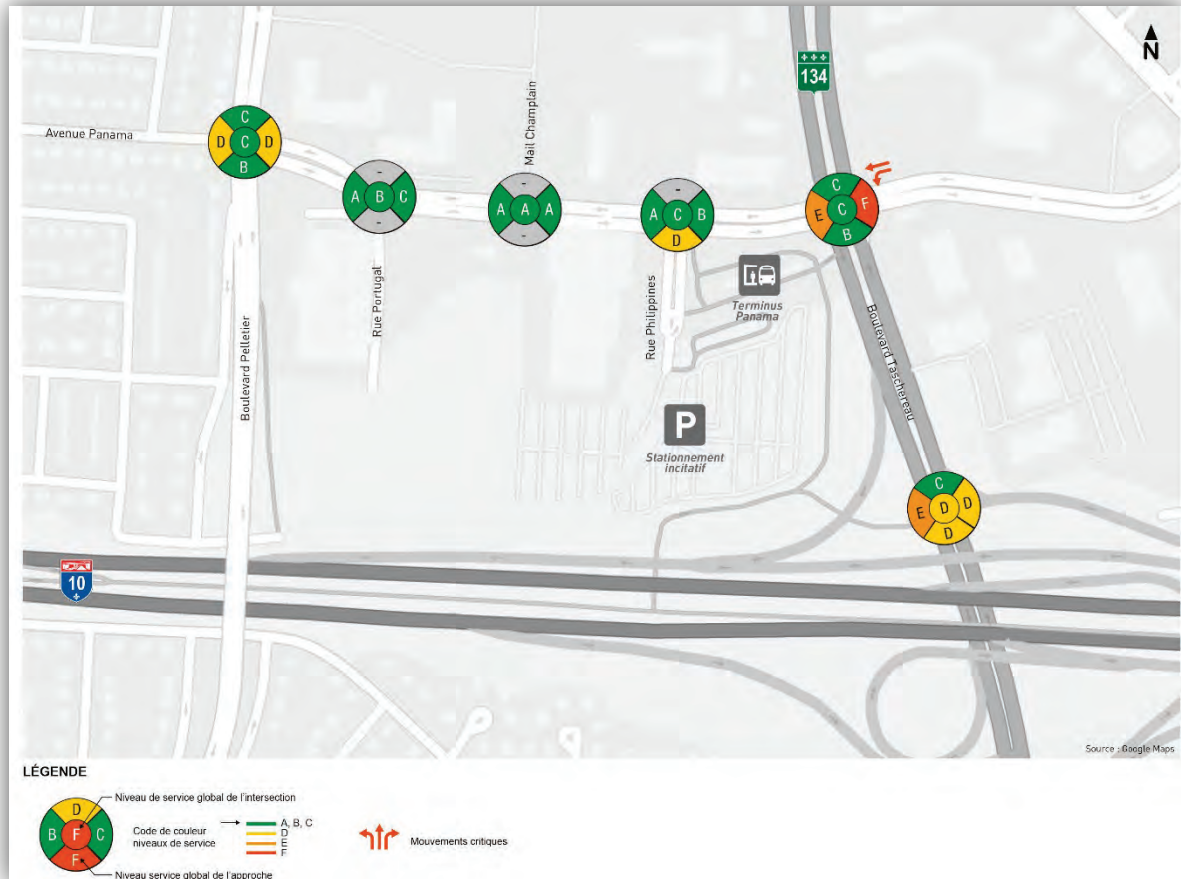 N
134
Mail Champlain
Avenue Panama
C
D
C
D
B
-
A
B
C
-
-
A
A
A
-
-
A
C
B
D
C
E
C
F
B
Rue Portugal
Rue Philippines
Terminus
Panama
Boulevard Pelletier
Boulevard Taschereau
P
Stationnement
incitatif
C
E
D
D
D
10
Source : Google Maps
LÉGENDE
Niveau de service global de l'intersection
D
B
F
C
F
Code de couleur
niveaux de service
A, B, C
D
E
F
Mouvements critiques
Niveau service global de l'approche